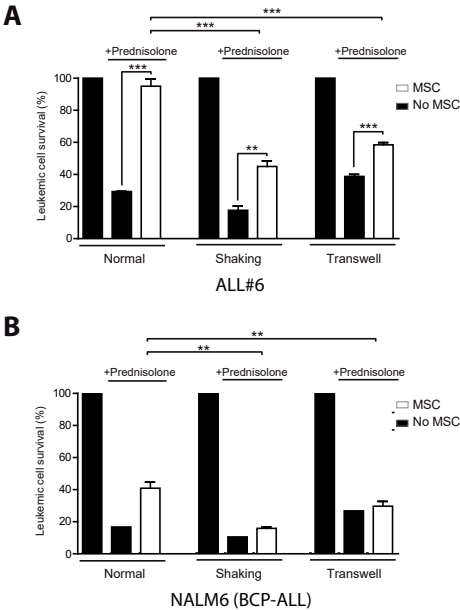 A
***
***
+Prednisolone +Prednisolone +Prednisolone
*** ** ***
MSC
No MSC
Leukemic cell survival (%)
100
80
60
40
20
0
Normal Shaking Transwell
ALL#6
B
**
**
+Prednisolone +Prednisolone +Prednisolone
MSC
No MSC
Leukemic cell survival (%)
100
80
60
40
20
0
Normal Shaking Transwell
NALM6 (BCP-ALL)